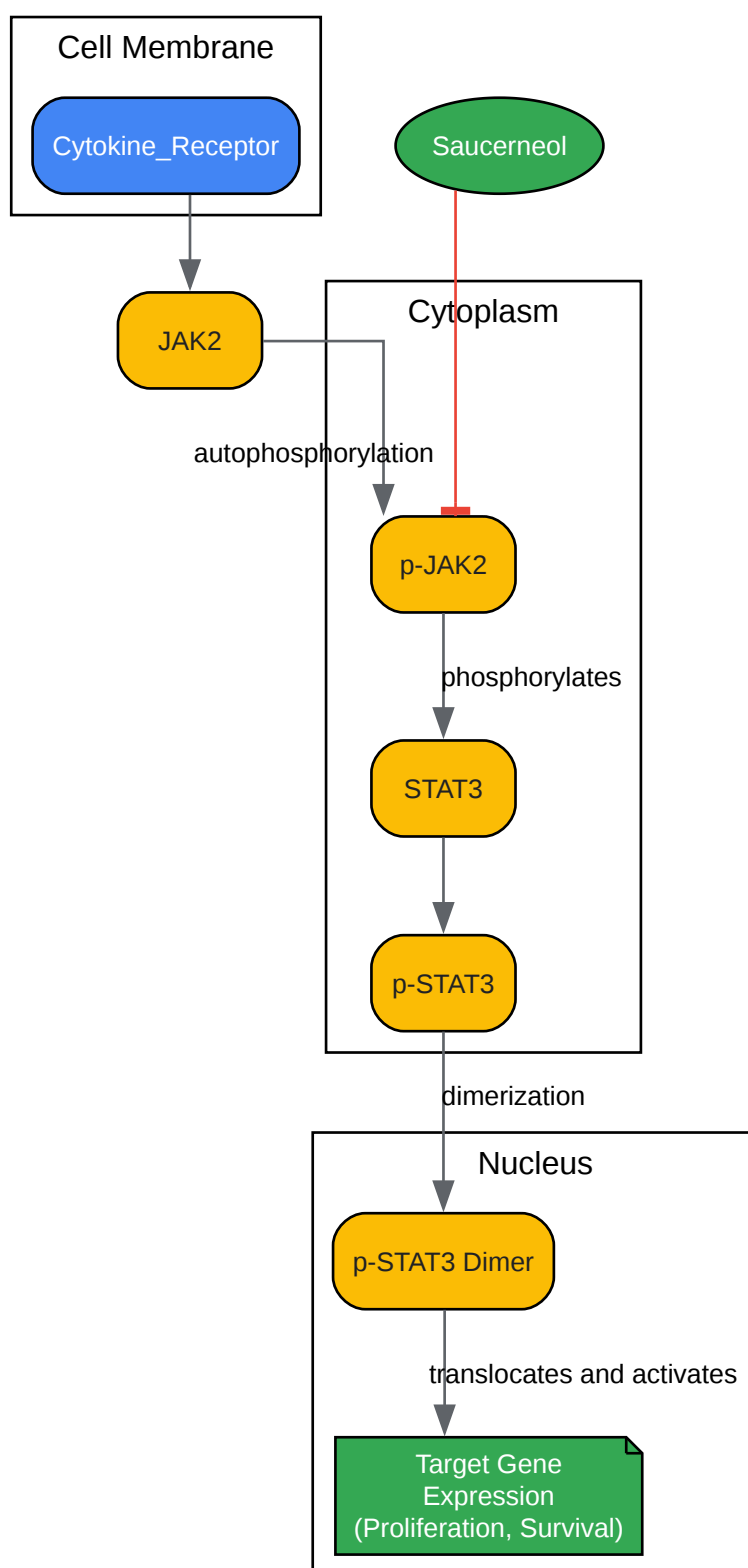 Cell Membrane
Cytokine_Receptor
Saucerneol
JAK2
Cytoplasm
autophosphorylation
p-JAK2
phosphorylates
STAT3
p-STAT3
dimerization
Nucleus
p-STAT3 Dimer
translocates and activates
Target Gene
Expression
(Proliferation, Survival)